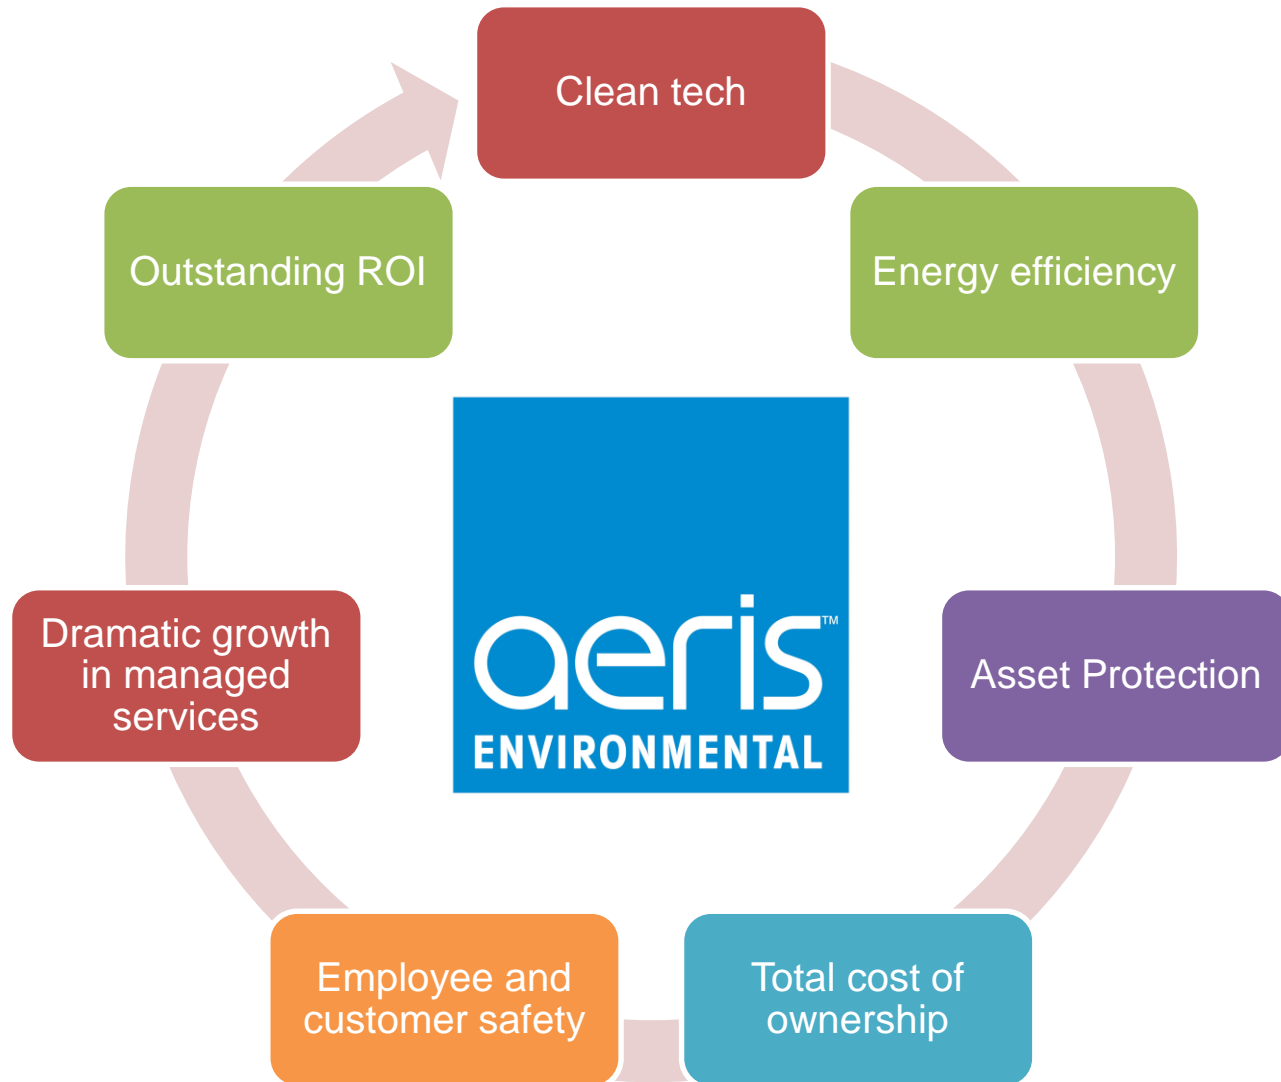 Clean tech
Energy efficiency
Asset Protection
Total cost of
ownership
Employee and
customer safety
Dramatic growth
in managed
services
Outstanding ROI
aeris™
ENVIRONMENTAL